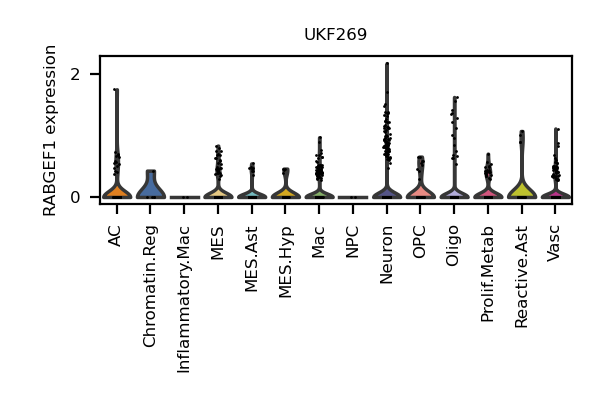 UKF269
RABGEF1 expression
2
0
AC
Chromatin.Reg
Inflammatory.Mac
MES
MES.Ast
MES.Hyp
Mac
NPC
Neuron
OPC
Oligo
Prolif.Metab
Reactive.Ast
Vasc